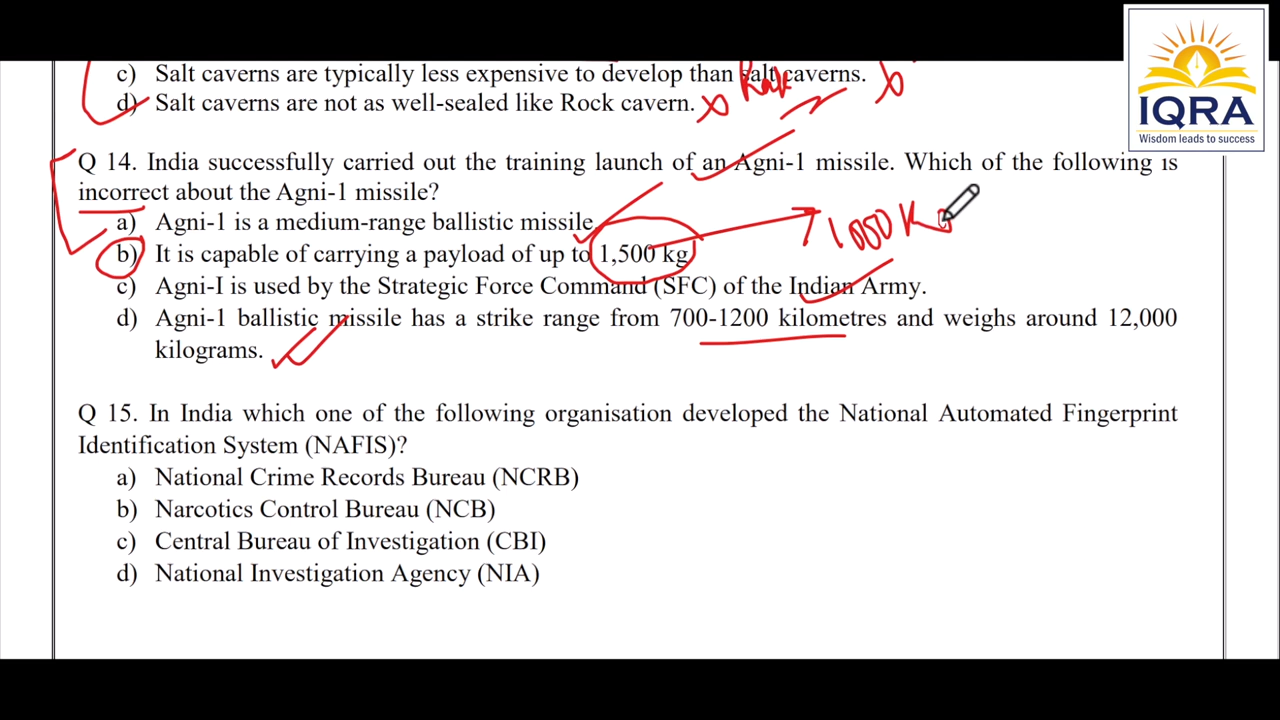 IQRA
Wisdom leads to success
c) Salt caverns are typically less expensive to develop than salt caverns.
Rock
d) Salt caverns are not as well-sealed like Rock cavern.
Q 14. India successfully carried out the training launch of an Agni-1 missile. Which of the following is
incorrect about the Agni-1 missile?
a) Agni-1 is a medium-range ballistic missile
b) It is capable of carrying a payload of up to 1,500 kg
1000 Kg
c) Agni-I is used by the Strategic Force Command (SFC) of the Indian Army.
d) Agni-1 ballistic missile has a strike range from 700-1200 kilometres and weighs around 12,000
kilograms.
Q 15. In India which one of the following organisation developed the National Automated Fingerprint
Identification System (NAFIS)?
a) National Crime Records Bureau (NCRB)
b) Narcotics Control Bureau (NCB)
c) Central Bureau of Investigation (CBI)
d) National Investigation Agency (NIA)